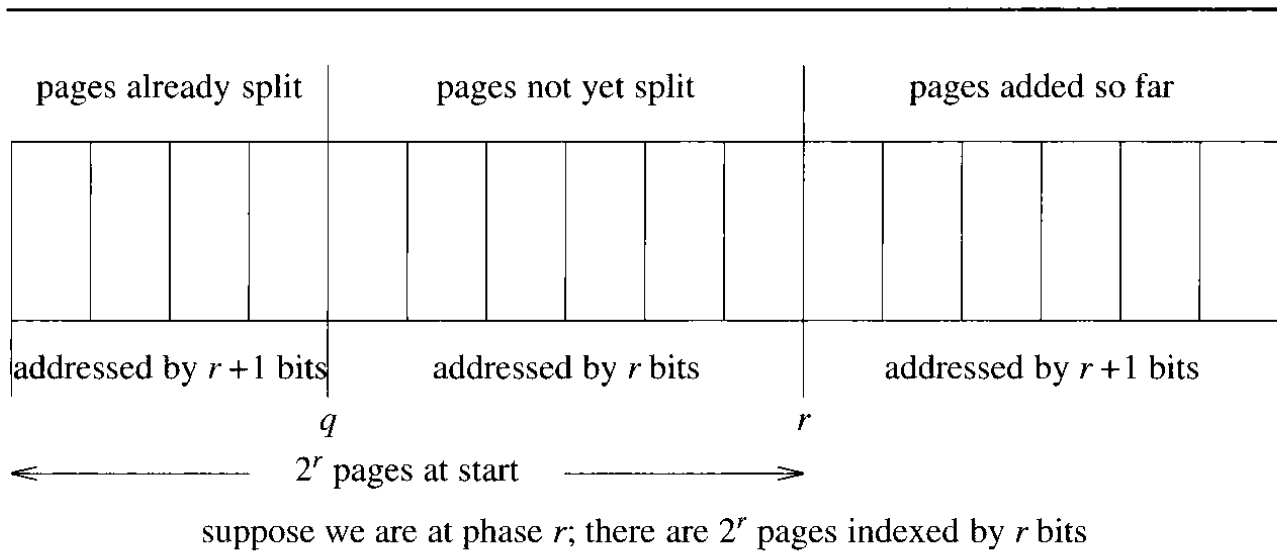 pages already split pages not yet split pages added so far
addressed by r+1 bits addressed by r bits addressed by r+1 bits
q r
2^r pages at start
suppose we are at phase r; there are 2^r pages indexed by r bits